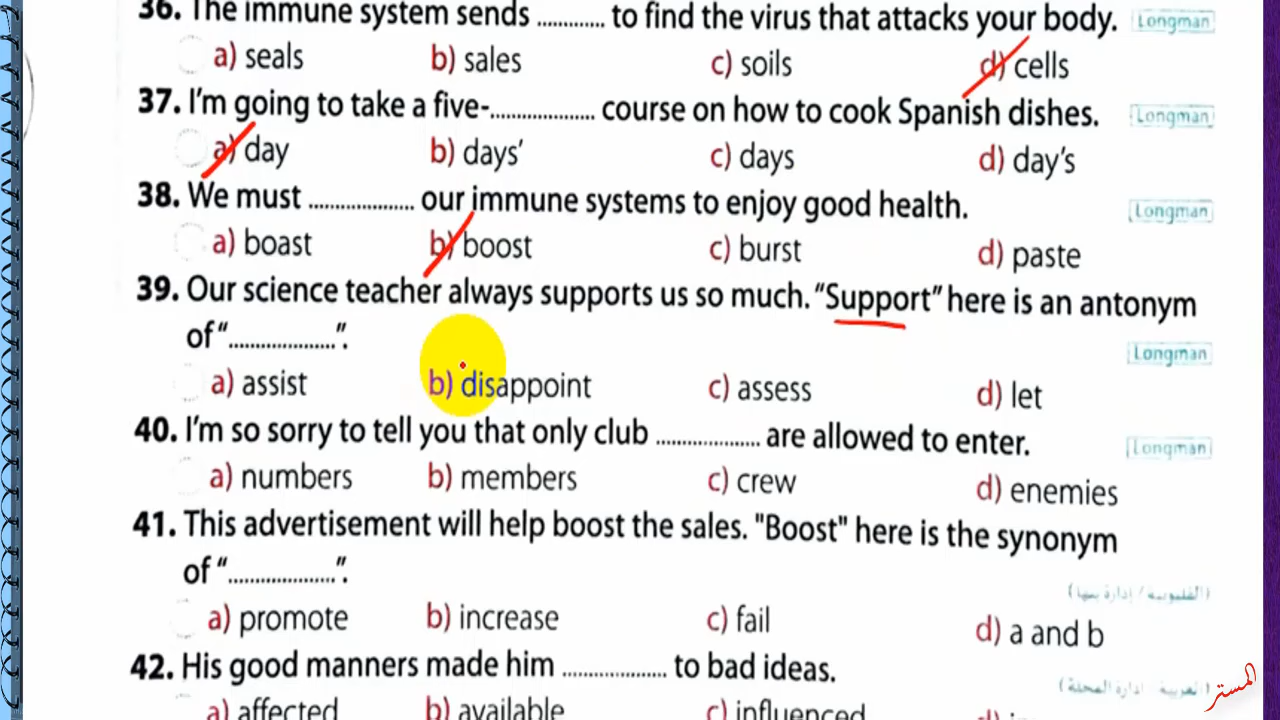 36. The immune system sends ............ to find the virus that attacks your body. Longman
a) seals b) sales c) soils d) cells
37. I'm going to take a five-................... course on how to cook Spanish dishes. Longman
a) day b) days' c) days d) day's
38. We must ................... our immune systems to enjoy good health. Longman
a) boast b) boost c) burst d) paste
39. Our science teacher always supports us so much. "Support" here is an antonym
of "...................". Longman
a) assist b) disappoint c) assess d) let
40. I'm so sorry to tell you that only club ................... are allowed to enter. Longman
a) numbers b) members c) crew d) enemies
41. This advertisement will help boost the sales. "Boost" here is the synonym
of "...................". (القليوبية / إدارة بنها)
a) promote b) increase c) fail d) a and b
42. His good manners made him ................... to bad ideas. (الغربية - إدارة المحلة)
a) affected b) available c) influenced d)
المستر